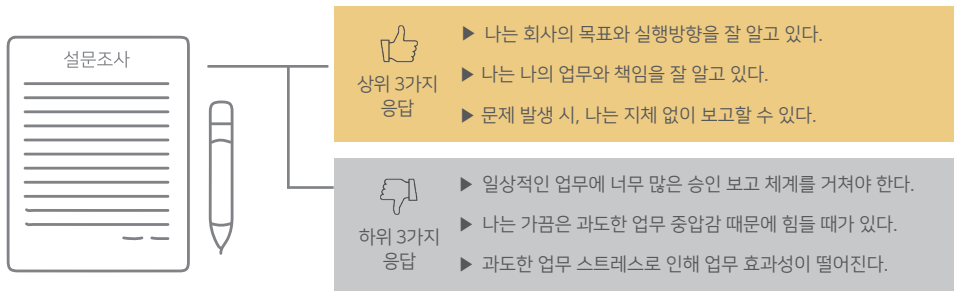 설문조사
상위 3가지
응답
▶ 나는 회사의 목표와 실행방향을 잘 알고 있다.
▶ 나는 나의 업무와 책임을 잘 알고 있다.
▶ 문제 발생 시, 나는 지체 없이 보고할 수 있다.
하위 3가지
응답
▶ 일상적인 업무에 너무 많은 승인 보고 체계를 거쳐야 한다.
▶ 나는 가끔은 과도한 업무 중압감 때문에 힘들 때가 있다.
▶ 과도한 업무 스트레스로 인해 업무 효과성이 떨어진다.